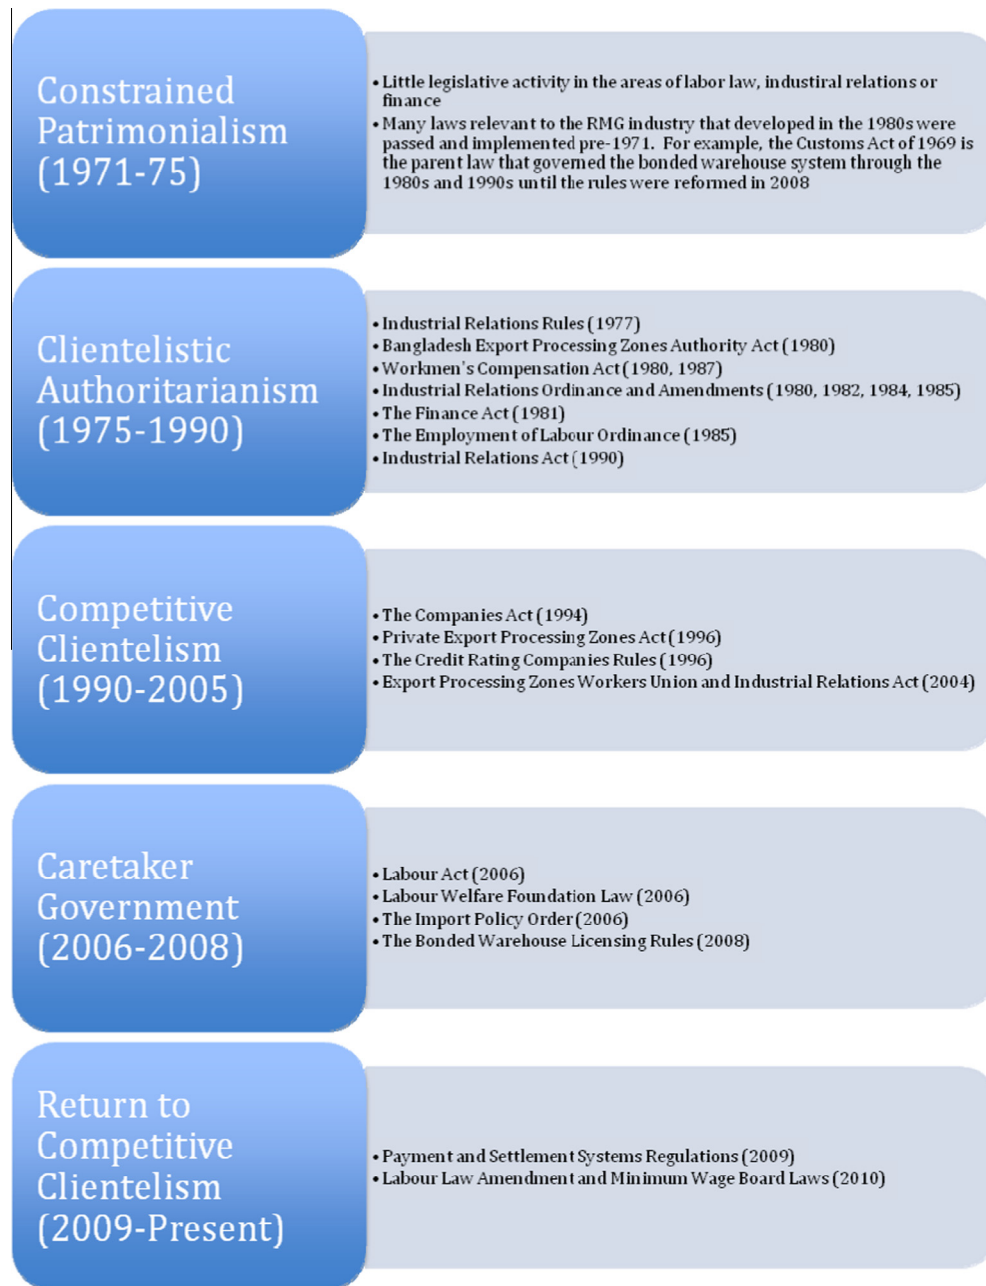 Constrained
Patrimonialism
(1971-75)
• Little legislative activity in the areas of labor law, industiral relations or
finance
• Many laws relevant to the RMG industry that developed in the 1980s were
passed and implemented pre-1971. For example, the Customs Act of 1969 is
the parent law that governed the bonded warehouse system through the
1980s and 1990s until the rules were reformed in 2008
Clientelistic
Authoritarianism
(1975-1990)
• Industrial Relations Rules (1977)
• Bangladesh Export Processing Zones Authority Act (1980)
• Workmen's Compensation Act (1980, 1987)
• Industrial Relations Ordinance and Amendments (1980, 1982, 1984, 1985)
• The Finance Act (1981)
• The Employment of Labour Ordinance (1985)
• Industrial Relations Act (1990)
Competitive
Clientelism
(1990-2005)
• The Companies Act (1994)
• Private Export Processing Zones Act (1996)
• The Credit Rating Companies Rules (1996)
• Export Processing Zones Workers Union and Industrial Relations Act (2004)
Caretaker
Government
(2006-2008)
• Labour Act (2006)
• Labour Welfare Foundation Law (2006)
• The Import Policy Order (2006)
• The Bonded Warehouse Licensing Rules (2008)
Return to
Competitive
Clientelism
(2009-Present)
• Payment and Settlement Systems Regulations (2009)
• Labour Law Amendment and Minimum Wage Board Laws (2010)